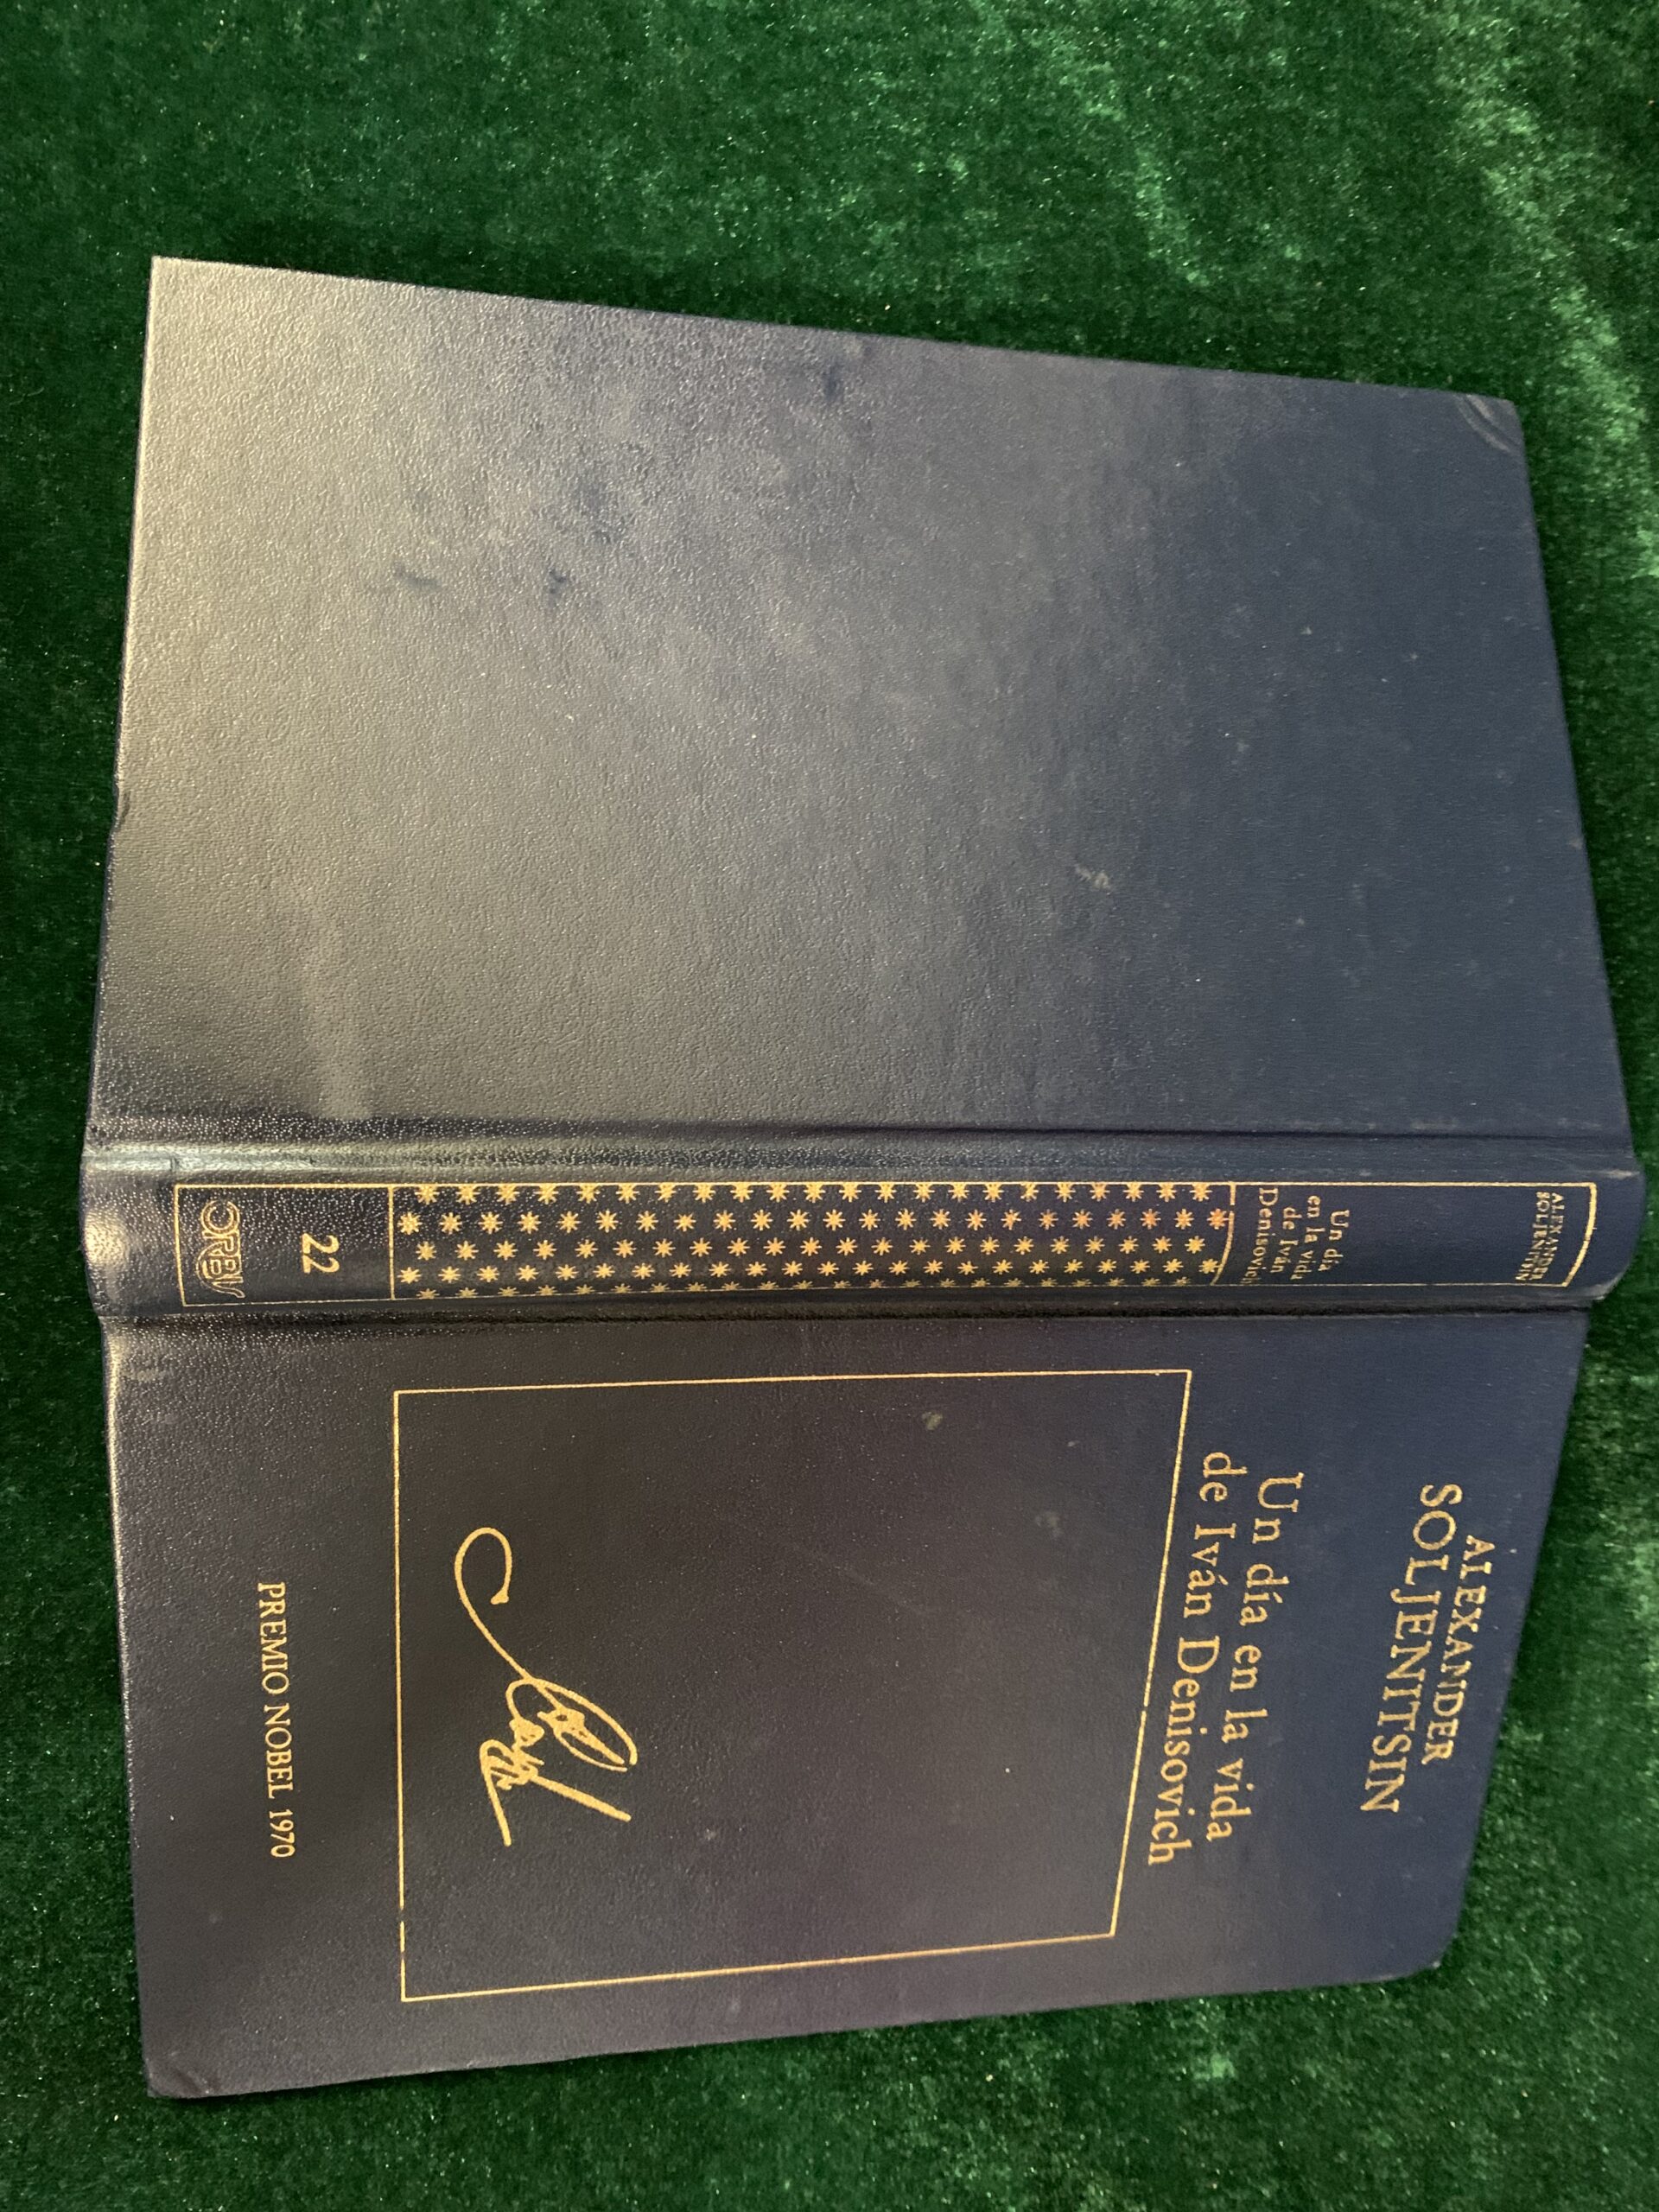 ALEXANDER
SOLJENITSIN
Un día en la vida
de Iván Denisovich
PREMIO NOBEL 1970
ALEXANDER
SOLJENITSIN
Un día
en la vida
de Iván
Denisovich
22
ORBIS